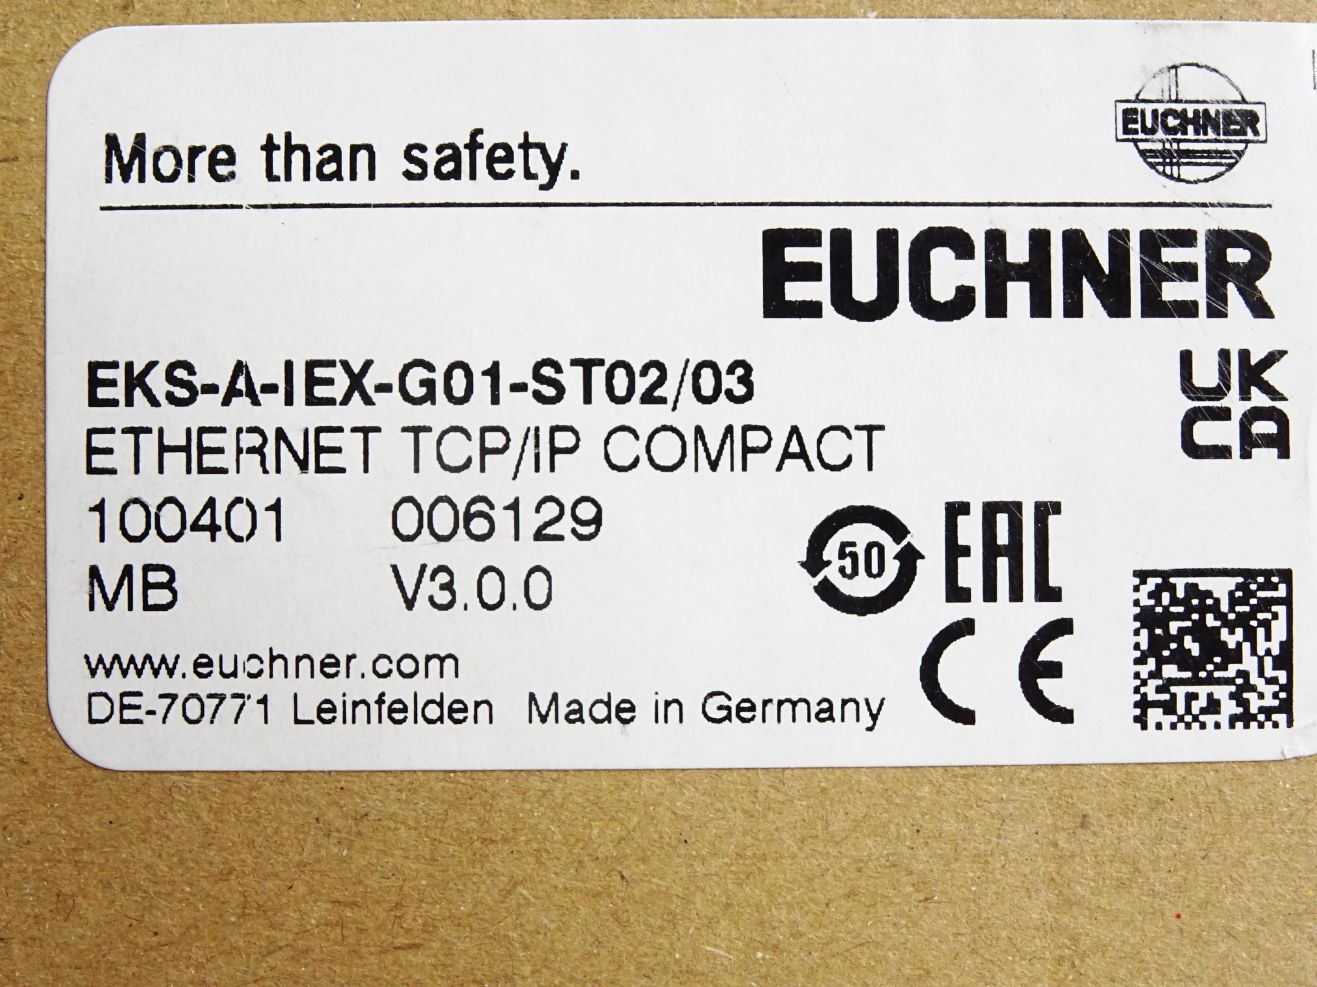 EUCHNER
More than safety.
EUCHNER
EKS-A-IEX-G01-ST02/03
UK
CA
ETHERNET TCP/IP COMPACT
100401 006129
50 EAC
MB V3.0.0
CE
www.euchner.com
DE-70771 Leinfelden Made in Germany